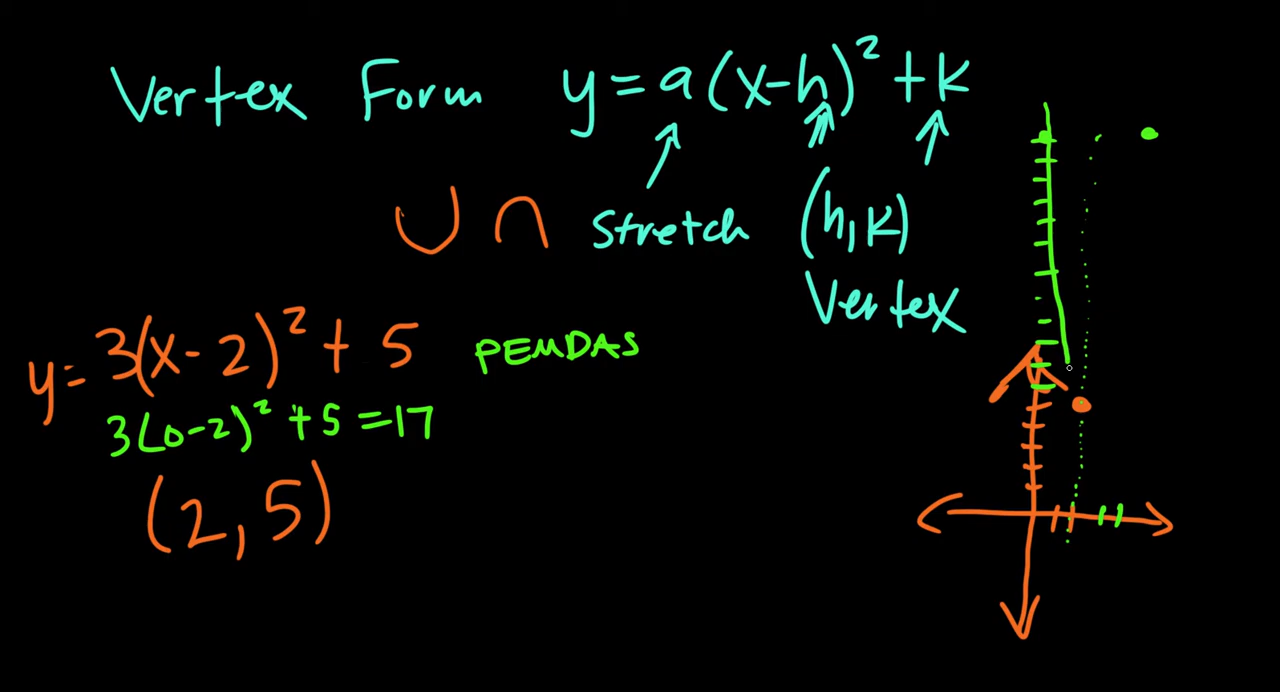 Vertex Form y = a(x-h)² + k
Stretch (h,k)
Vertex
y = 3(x-2)² + 5 PEMDAS
3(0-2)² + 5 = 17
(2,5)